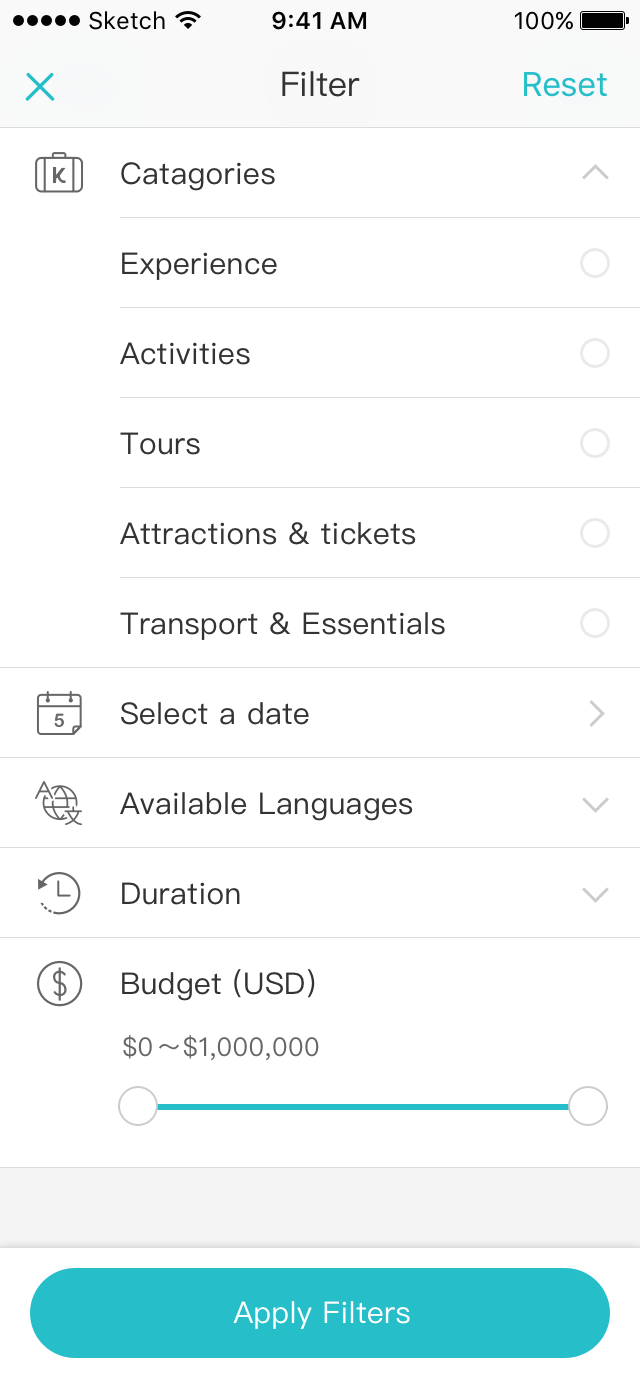 Sketch 9:41 AM 100%
Filter Reset
K Catagories
Experience
Activities
Tours
Attractions & tickets
Transport & Essentials
5 Select a date
A 文 Available Languages
Duration
$ Budget (USD)
$0～$1,000,000
Apply Filters